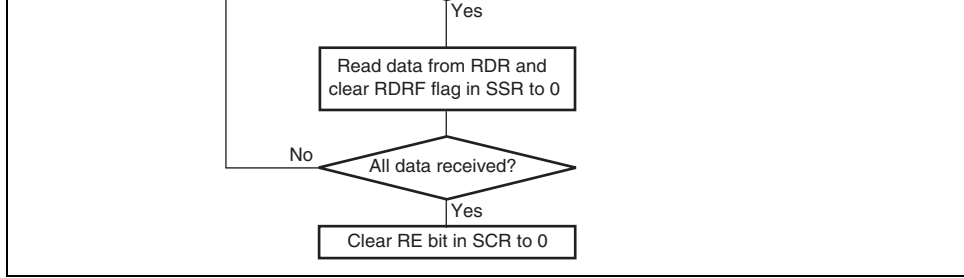 Yes
Read data from RDR and
clear RDRF flag in SSR to 0
No
All data received?
Yes
Clear RE bit in SCR to 0